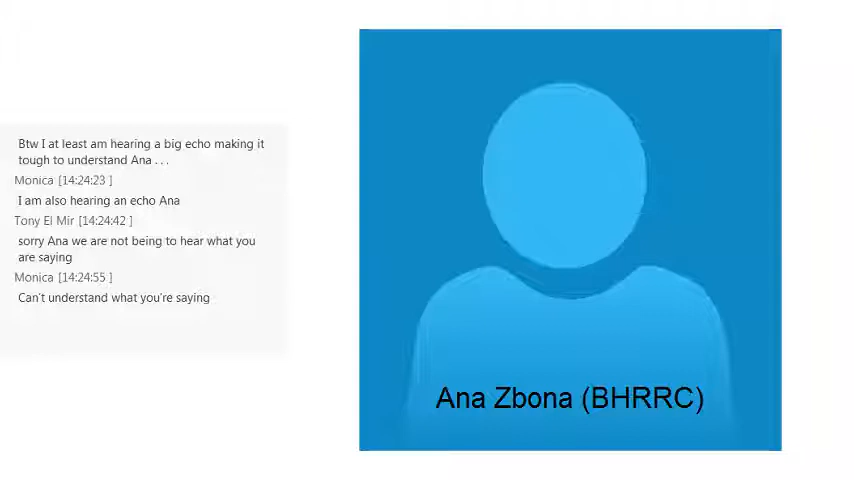 Btw I at least am hearing a big echo making it
tough to understand Ana . . .
Monica [14:24:23 ]
I am also hearing an echo Ana
Tony El Mir [14:24:42 ]
sorry Ana we are not being to hear what you
are saying
Monica [14:24:55 ]
Can't understand what you're saying
Ana Zbona (BHRRC)